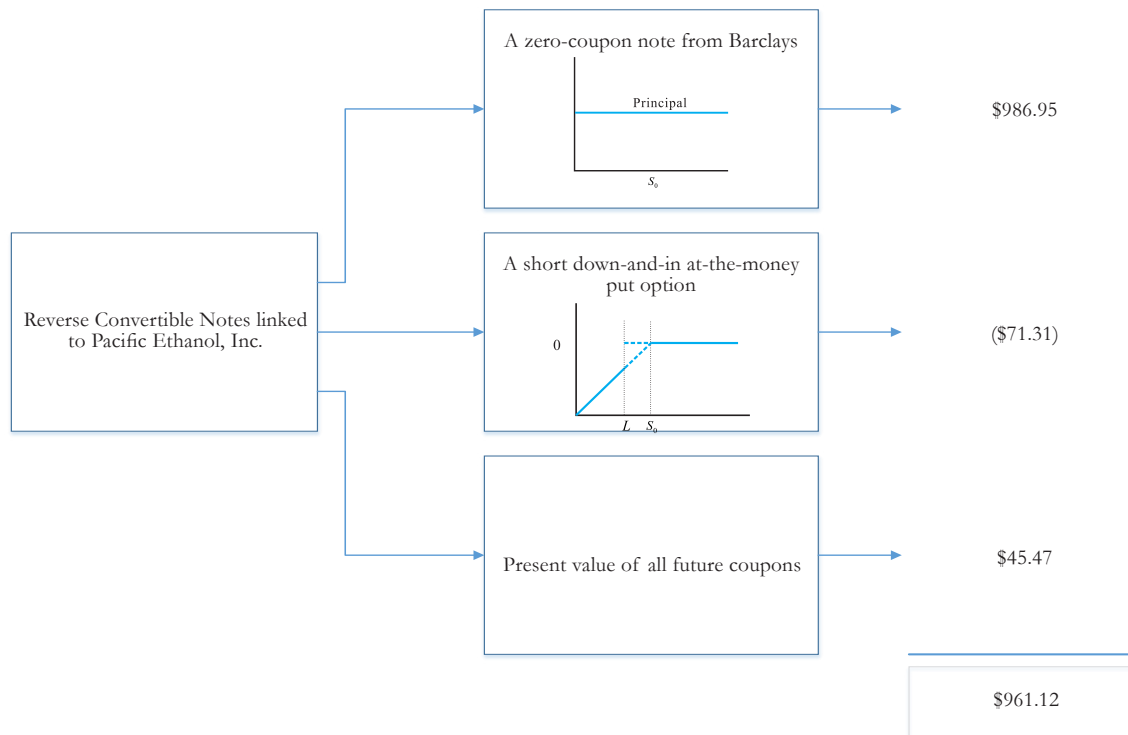 A zero-coupon note from Barclays
Principal
S₀
$986.95
Reverse Convertible Notes linked
to Pacific Ethanol, Inc.
A short down-and-in at-the-money
put option
0
L S₀
($71.31)
Present value of all future coupons
$45.47
$961.12